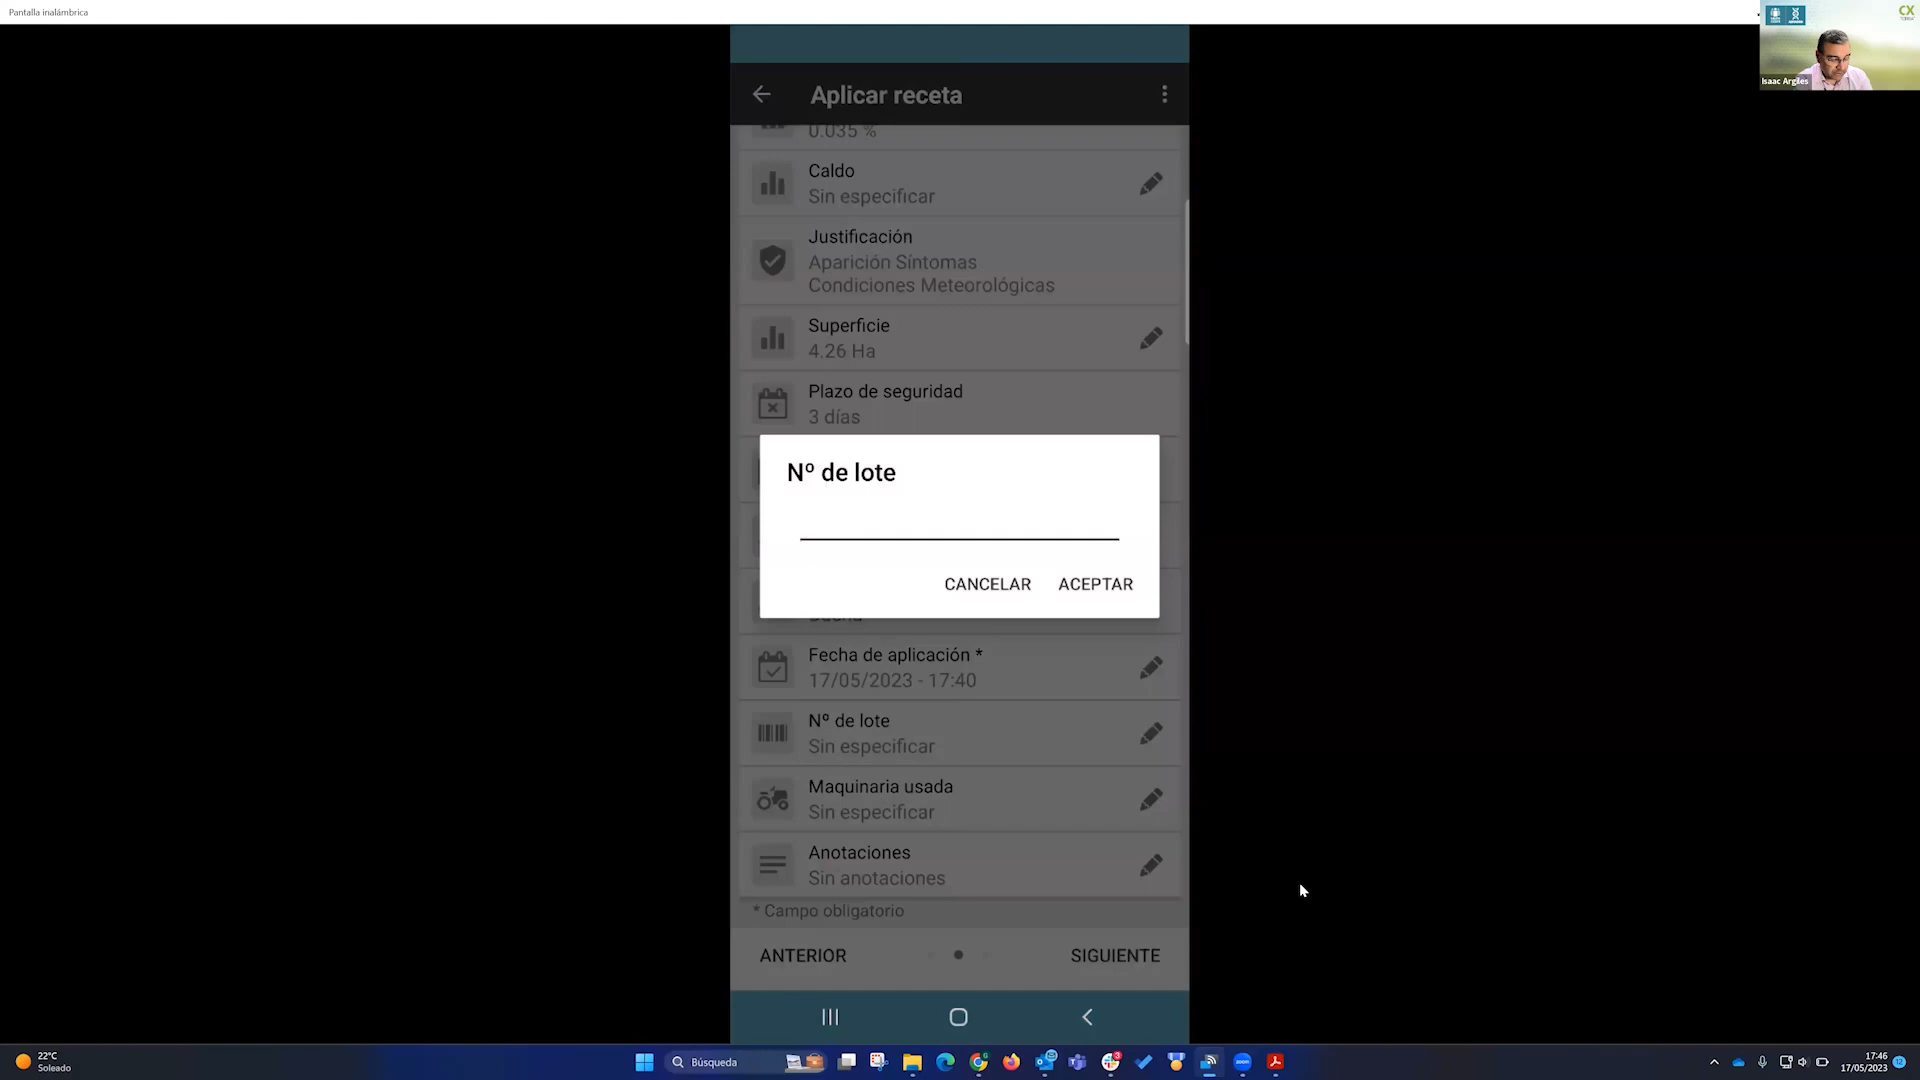 Pantalla inalámbrica
CX
Isaac Argiles
Aplicar receta
0.035 %
Caldo
Sin especificar
Justificación
Aparición Síntomas
Condiciones Meteorológicas
Superficie
4.26 Ha
Plazo de seguridad
3 días
Nº de lote
CANCELAR
ACEPTAR
Fecha de aplicación *
17/05/2023 - 17:40
Nº de lote
Sin especificar
Maquinaria usada
Sin especificar
Anotaciones
Sin anotaciones
* Campo obligatorio
ANTERIOR
SIGUIENTE
22°C
Soleado
Búsqueda
17:46
17/05/2023